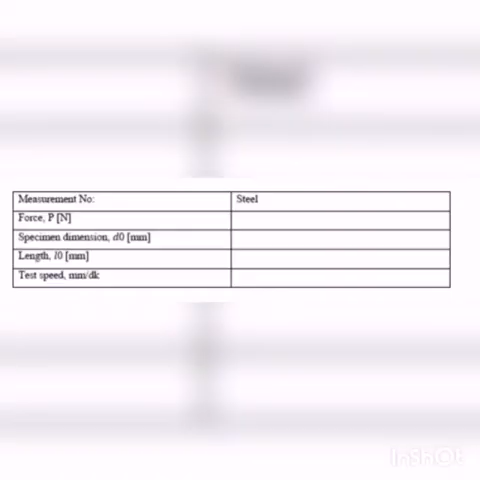 Measurement No: Steel
Force, P [N]
Specimen dimension, d0 [mm]
Length, l0 [mm]
Test speed, mm/dk
InShOt